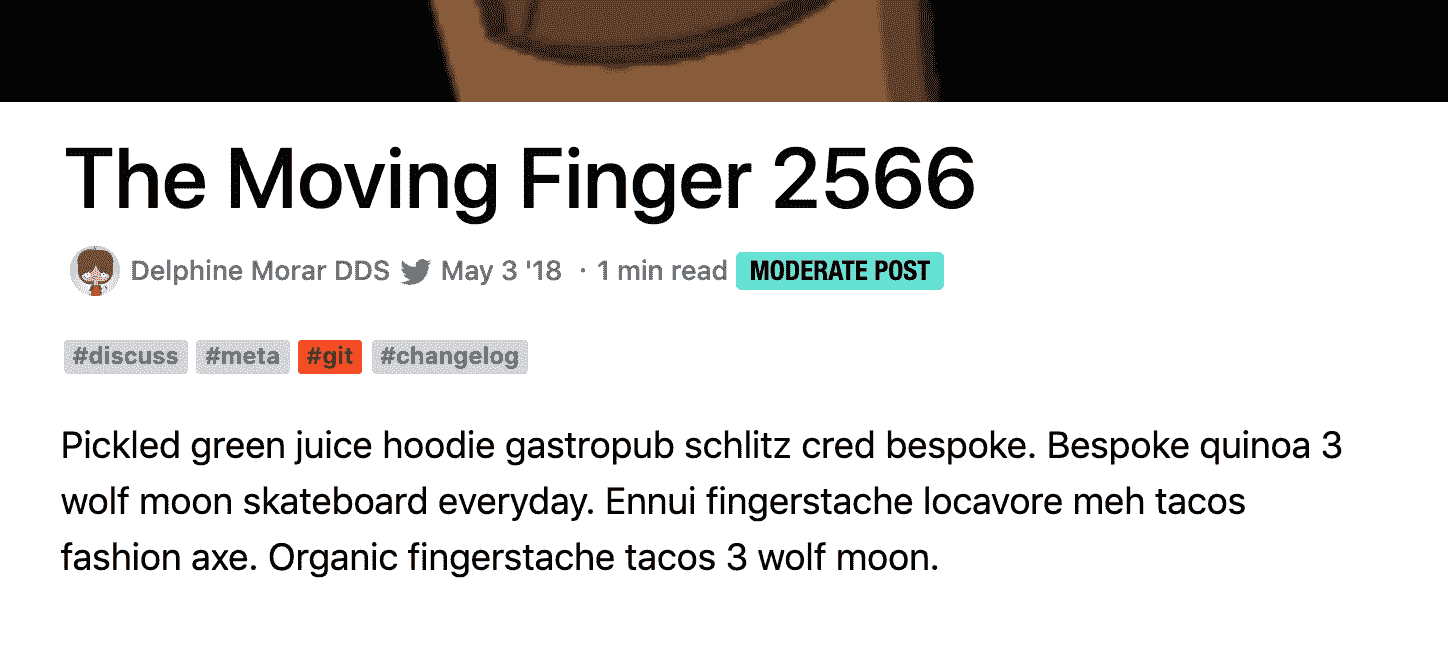 The Moving Finger 2566
Delphine Morar DDS May 3 '18 · 1 min read MODERATE POST
#discuss #meta #git #changelog
Pickled green juice hoodie gastropub schlitz cred bespoke. Bespoke quinoa 3
wolf moon skateboard everyday. Ennui fingerstache locavore meh tacos
fashion axe. Organic fingerstache tacos 3 wolf moon.